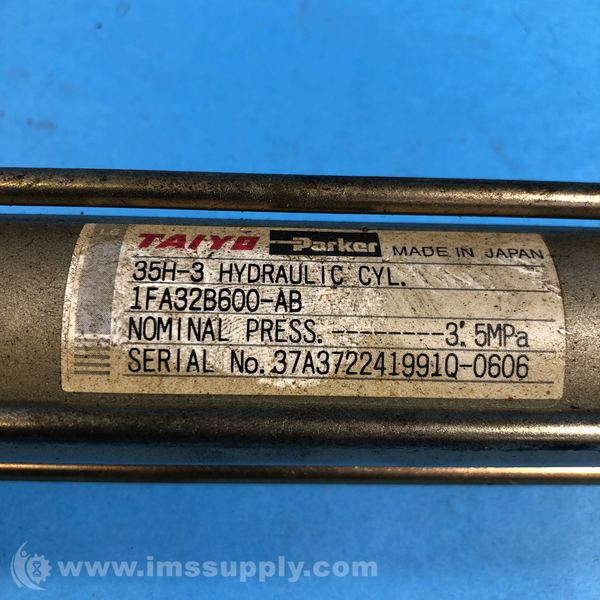 TAIYO Parker MADE IN JAPAN
35H-3 HYDRAULIC CYL.
1FA32B600-AB
NOMINAL PRESS.---------3.5MPa
SERIAL No.37A372241991Q-0606
www.imssupply.com